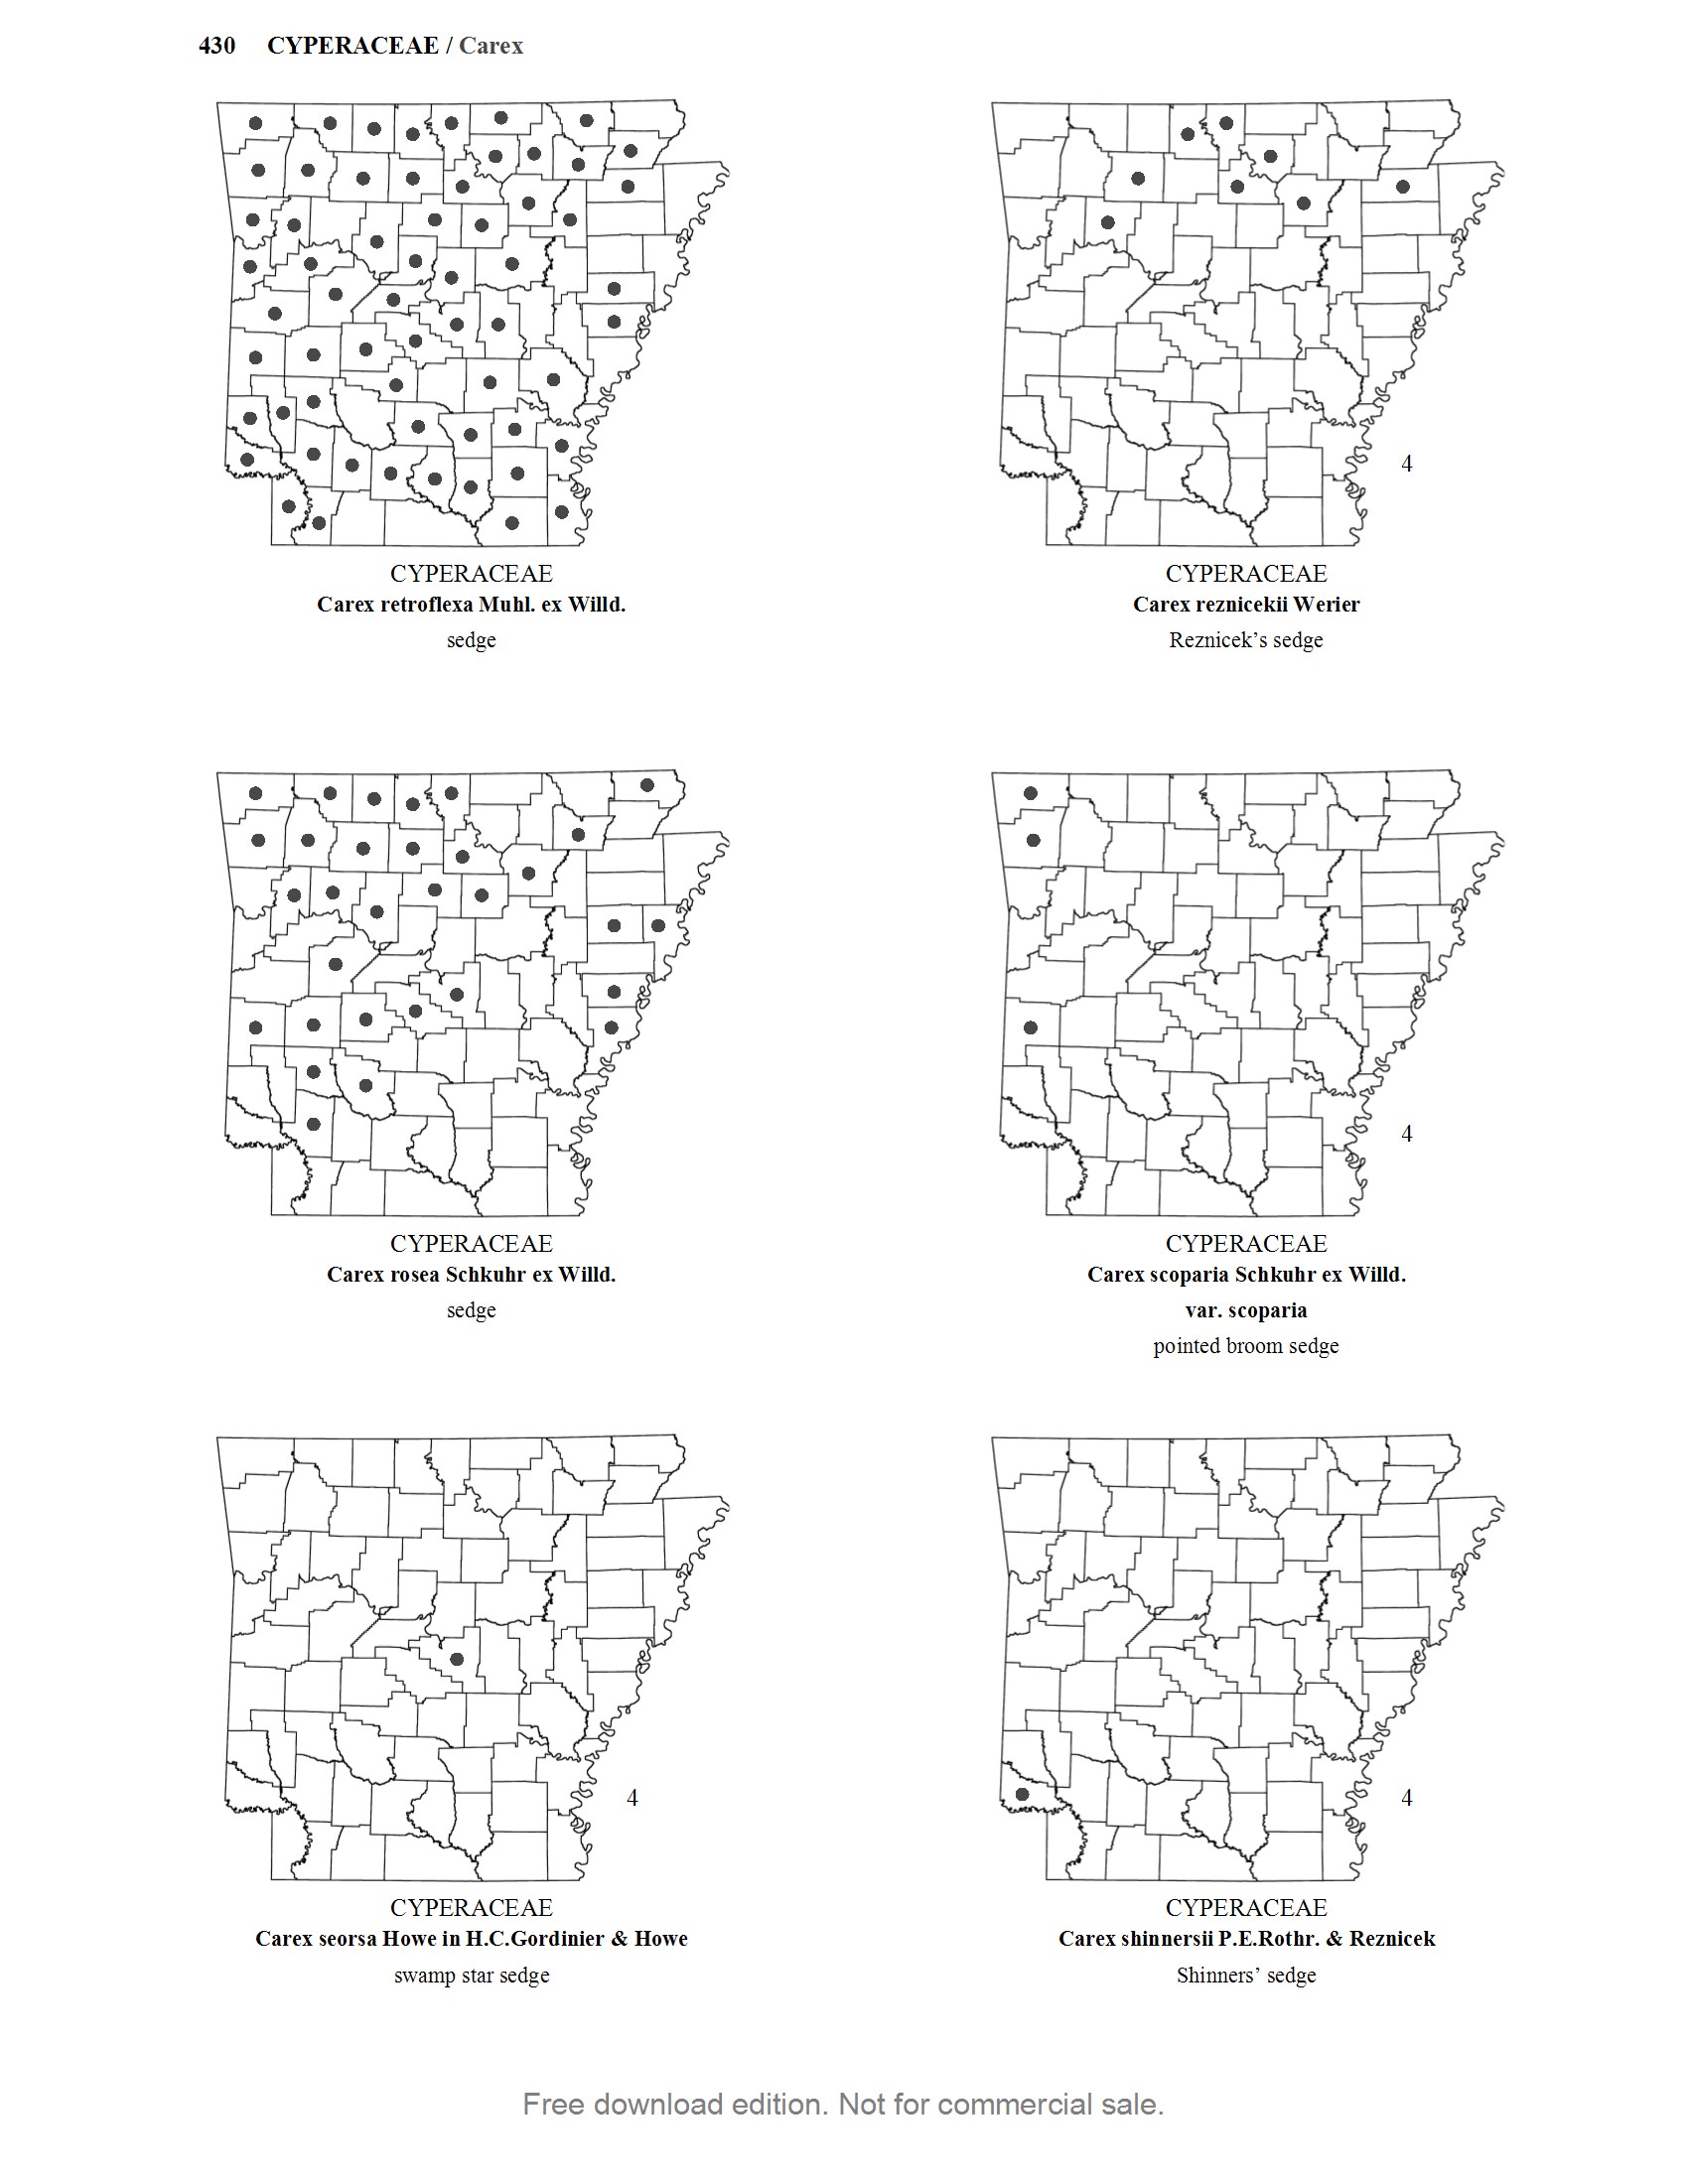 430 CYPERACEAE / Carex
CYPERACEAE
Carex retroflexa Muhl. ex Willd.
sedge
4
CYPERACEAE
Carex reznicekii Werier
Reznicek’s sedge
CYPERACEAE
Carex rosea Schkuhr ex Willd.
sedge
4
CYPERACEAE
Carex scoparia Schkuhr ex Willd.
var. scoparia
pointed broom sedge
4
CYPERACEAE
Carex seorsa Howe in H.C.Gordinier & Howe
swamp star sedge
4
CYPERACEAE
Carex shinnersii P.E.Rothr. & Reznicek
Shinners’ sedge
Free download edition. Not for commercial sale.